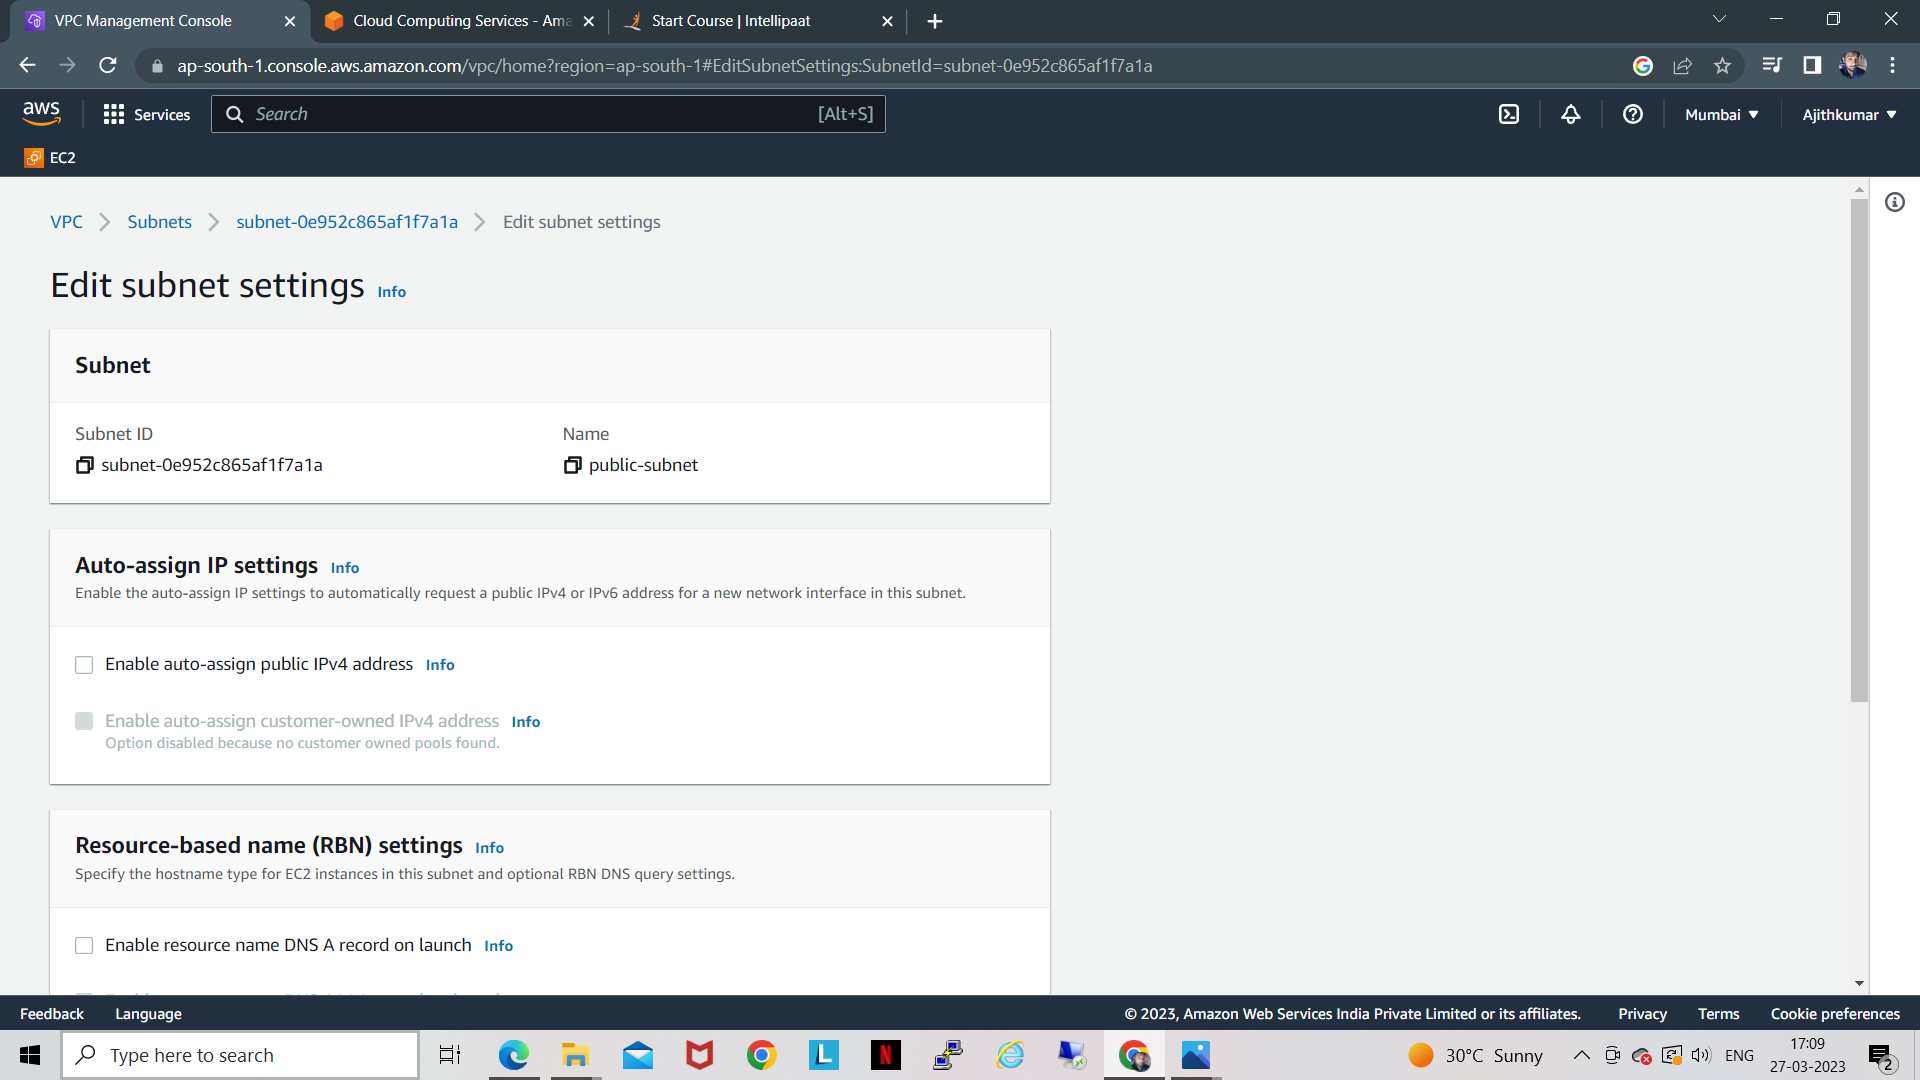 VPC Management Console
Cloud Computing Services - Ama
Start Course | Intellipaat
ap-south-1.console.aws.amazon.com/vpc/home?region=ap-south-1#EditSubnetSettings:SubnetId=subnet-0e952c865af1f7a1a
aws
Services
Search
[Alt+S]
Mumbai
Ajithkumar
EC2
VPC
Subnets
subnet-0e952c865af1f7a1a
Edit subnet settings
Edit subnet settings Info
Subnet
Subnet ID
Name
subnet-0e952c865af1f7a1a
public-subnet
Auto-assign IP settings Info
Enable the auto-assign IP settings to automatically request a public IPv4 or IPv6 address for a new network interface in this subnet.
Enable auto-assign public IPv4 address Info
Enable auto-assign customer-owned IPv4 address Info
Option disabled because no customer owned pools found.
Resource-based name (RBN) settings Info
Specify the hostname type for EC2 instances in this subnet and optional RBN DNS query settings.
Enable resource name DNS A record on launch Info
Feedback
Language
© 2023, Amazon Web Services India Private Limited or its affiliates.
Privacy
Terms
Cookie preferences
Type here to search
L
N
30°C Sunny
ENG
17:09
27-03-2023
2